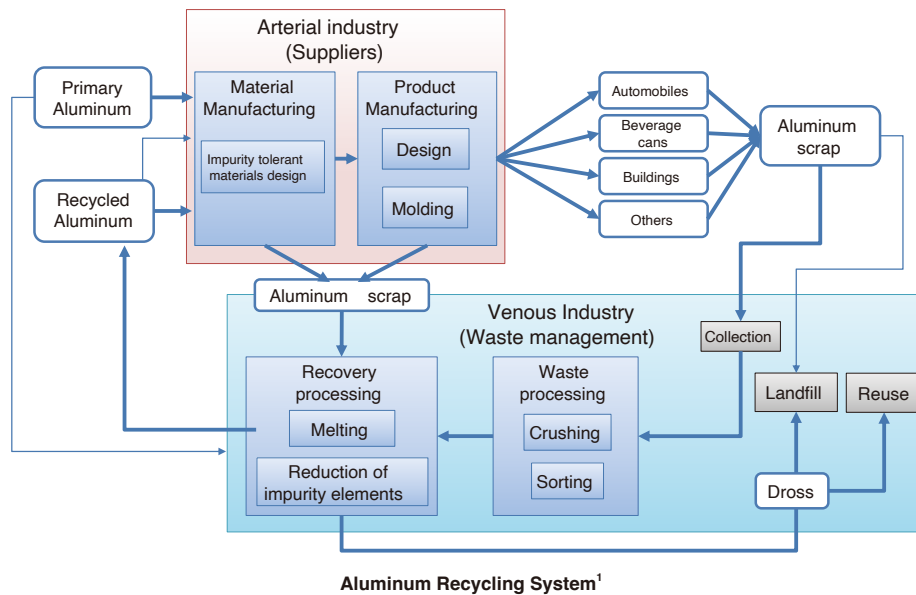 Arterial industry
(Suppliers)
Primary
Aluminum
Recycled
Aluminum
Material
Manufacturing
Impurity tolerant
materials design
Product
Manufacturing
Design
Molding
Automobiles
Beverage
cans
Buildings
Others
Aluminum
scrap
Aluminum scrap
Venous Industry
(Waste management)
Collection
Recovery
processing
Melting
Reduction of
impurity elements
Waste
processing
Crushing
Sorting
Landfill
Reuse
Dross
Aluminum Recycling System¹